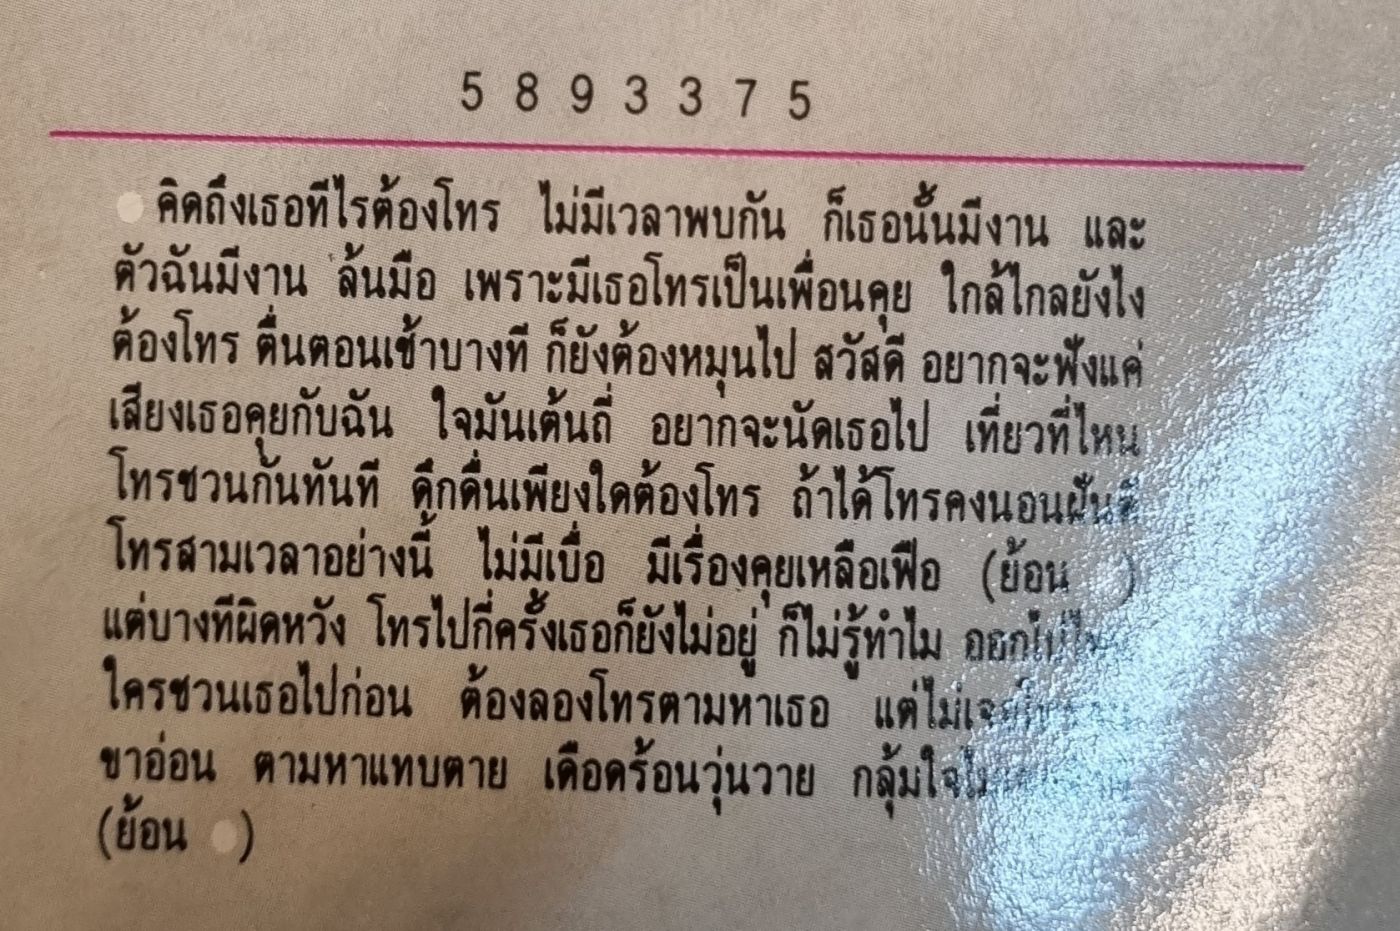 5 8 9 3 3 7 5
คิดถึงเธอทีไรต้องโทร ไม่มีเวลาพบกัน ก็เธอนั้นมีงาน และ
ตัวฉันมีงาน ล้นมือ เพราะมีเธอโทรเป็นเพื่อนคุย ใกล้ไกลยังไง
ต้องโทร ตื่นตอนเช้าบางที ก็ยังต้องหมุนไป สวัสดี อยากจะฟังแค่
เสียงเธอคุยกับฉัน ใจมันเต้นถี่ อยากจะนัดเธอไป เที่ยวที่ไหน
โทรชวนกันทันที ดึกดื่นเพียงใดต้องโทร ถ้าได้โทรคงนอนฝันดี
โทรสามเวลาอย่างนี้ ไม่มีเบื่อ มีเรื่องคุยเหลือเฟือ (ย้อน )
แต่บางทีผิดหวัง โทรไปกี่ครั้งเธอก็ยังไม่อยู่ ก็ไม่รู้ทำไม
ใครชวนเธอไปก่อน ต้องลองโทรตามหาเธอ แต่ไม่เจอ
ขาอ่อน ตามหาแทบตาย เดือดร้อนวุ่นวาย กลุ้มใจ
(ย้อน )